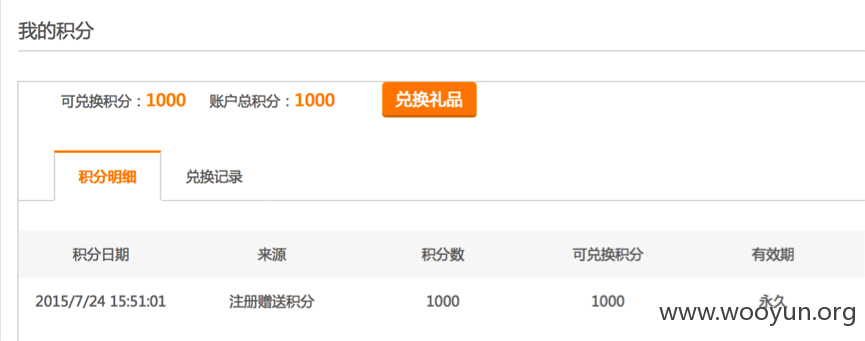 我的积分
可兑换积分：1000 账户总积分：1000 兑换礼品
积分明细 兑换记录
积分日期 来源 积分数 可兑换积分 有效期
2015/7/24 15:51:01 注册赠送积分 1000 1000 永久
www.wooyun.org